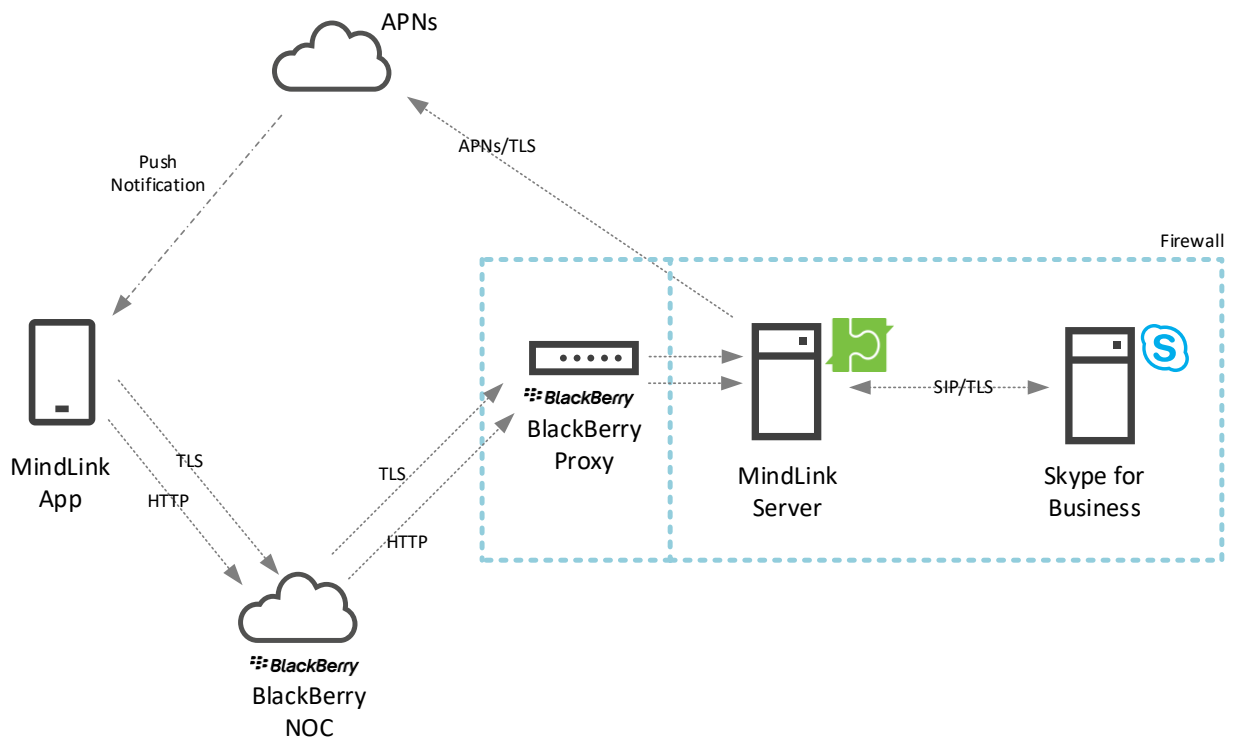 APNs
APNs/TLS
Push
Notification
Firewall
BlackBerry
BlackBerry
Proxy
SIP/TLS
S
MindLink
App
TLS
HTTP
TLS
HTTP
MindLink
Server
Skype for
Business
BlackBerry
BlackBerry
NOC